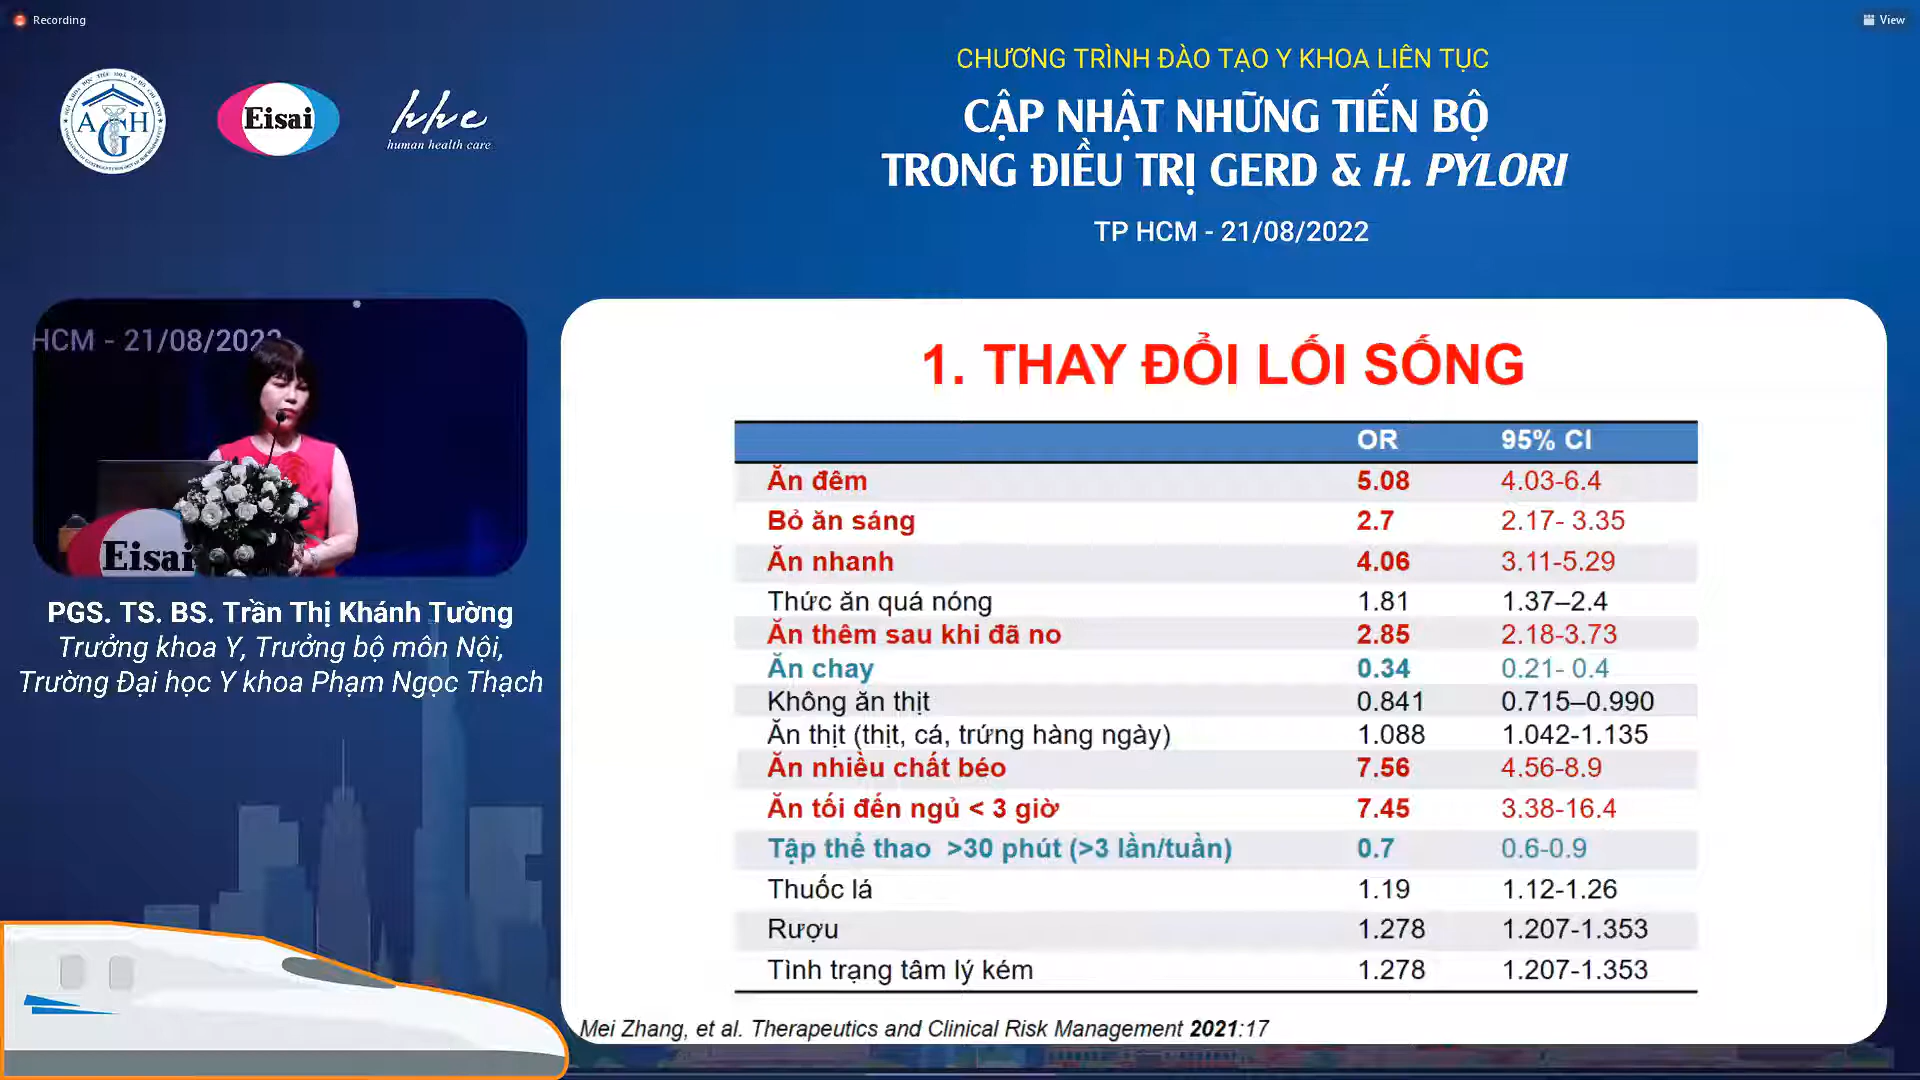 Recording
View
CHƯƠNG TRÌNH ĐÀO TẠO Y KHOA LIÊN TỤC
CẬP NHẬT NHỮNG TIẾN BỘ
TRONG ĐIỀU TRỊ GERD & H. PYLORI
TP HCM - 21/08/2022
AGH
Eisai
hhc
human health care
HCM - 21/08/2022
Eisai
PGS. TS. BS. Trần Thị Khánh Tường
Trưởng khoa Y, Trưởng bộ môn Nội,
Trường Đại học Y khoa Phạm Ngọc Thạch
1. THAY ĐỔI LỐI SỐNG
OR 95% CI
Ăn đêm 5.08 4.03-6.4
Bỏ ăn sáng 2.7 2.17- 3.35
Ăn nhanh 4.06 3.11-5.29
Thức ăn quá nóng 1.81 1.37–2.4
Ăn thêm sau khi đã no 2.85 2.18-3.73
Ăn chay 0.34 0.21- 0.4
Không ăn thịt 0.841 0.715–0.990
Ăn thịt (thịt, cá, trứng hàng ngày) 1.088 1.042-1.135
Ăn nhiều chất béo 7.56 4.56-8.9
Ăn tối đến ngủ < 3 giờ 7.45 3.38-16.4
Tập thể thao >30 phút (>3 lần/tuần) 0.7 0.6-0.9
Thuốc lá 1.19 1.12-1.26
Rượu 1.278 1.207-1.353
Tình trạng tâm lý kém 1.278 1.207-1.353
Mei Zhang, et al. Therapeutics and Clinical Risk Management 2021:17